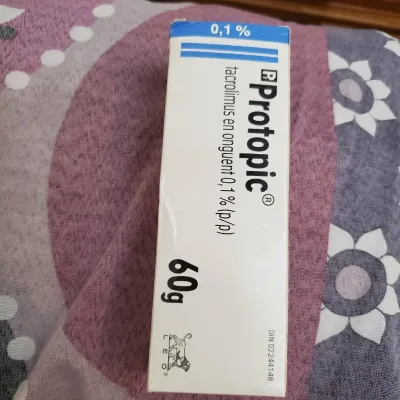 0,1 %
Pr Protopic®
tacrolimus en onguent 0,1 % (p/p)
60g
LEO®
DIN 02244148